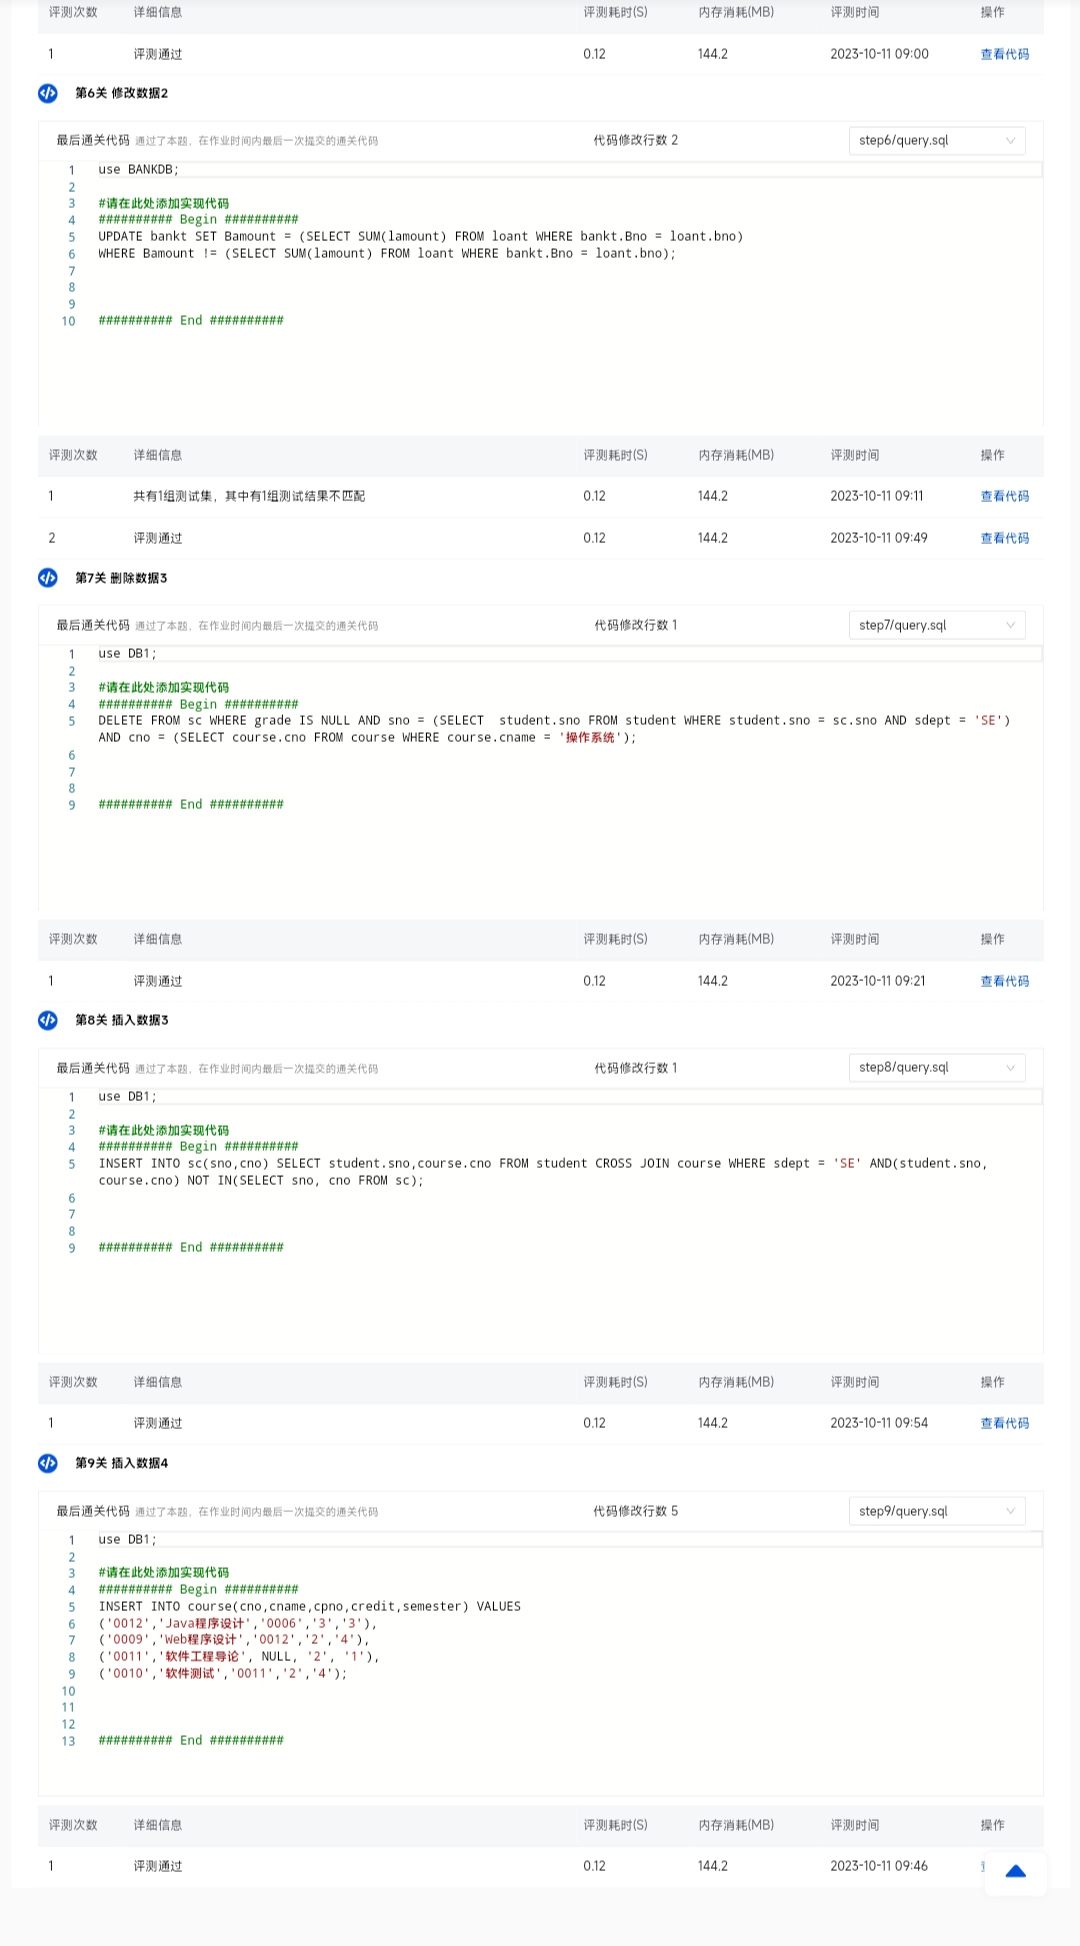 评测次数 详细信息 评测耗时(S) 内存消耗(MB) 评测时间 操作
1 评测通过 0.12 144.2 2023-10-11 09:00 查看代码
第6关 修改数据2
最后通关代码 通过了本题，在作业时间内最后一次提交的通关代码 代码修改行数 2 step6/query.sql
1 use BANKDB;
2
3 #请在此处添加实现代码
4 ########## Begin ##########
5 UPDATE bankt SET Bamount = (SELECT SUM(lamount) FROM loant WHERE bankt.Bno = loant.bno)
6 WHERE Bamount != (SELECT SUM(lamount) FROM loant WHERE bankt.Bno = loant.bno);
7
8
9
10 ########## End ##########
评测次数 详细信息 评测耗时(S) 内存消耗(MB) 评测时间 操作
1 共有1组测试集，其中有1组测试结果不匹配 0.12 144.2 2023-10-11 09:11 查看代码
2 评测通过 0.12 144.2 2023-10-11 09:49 查看代码
第7关 删除数据3
最后通关代码 通过了本题，在作业时间内最后一次提交的通关代码 代码修改行数 1 step7/query.sql
1 use DB1;
2
3 #请在此处添加实现代码
4 ########## Begin ##########
5 DELETE FROM sc WHERE grade IS NULL AND sno = (SELECT  student.sno FROM student WHERE student.sno = sc.sno AND sdept = 'SE')
AND cno = (SELECT course.cno FROM course WHERE course.cname = '操作系统');
6
7
8
9 ########## End ##########
评测次数 详细信息 评测耗时(S) 内存消耗(MB) 评测时间 操作
1 评测通过 0.12 144.2 2023-10-11 09:21 查看代码
第8关 插入数据3
最后通关代码 通过了本题，在作业时间内最后一次提交的通关代码 代码修改行数 1 step8/query.sql
1 use DB1;
2
3 #请在此处添加实现代码
4 ########## Begin ##########
5 INSERT INTO sc(sno,cno) SELECT student.sno,course.cno FROM student CROSS JOIN course WHERE sdept = 'SE' AND(student.sno,
course.cno) NOT IN(SELECT sno, cno FROM sc);
6
7
8
9 ########## End ##########
评测次数 详细信息 评测耗时(S) 内存消耗(MB) 评测时间 操作
1 评测通过 0.12 144.2 2023-10-11 09:54 查看代码
第9关 插入数据4
最后通关代码 通过了本题，在作业时间内最后一次提交的通关代码 代码修改行数 5 step9/query.sql
1 use DB1;
2
3 #请在此处添加实现代码
4 ########## Begin ##########
5 INSERT INTO course(cno,cname,cpno,credit,semester) VALUES
6 ('0012','Java程序设计','0006','3','3'),
7 ('0009','Web程序设计','0012','2','4'),
8 ('0011','软件工程导论', NULL, '2', '1'),
9 ('0010','软件测试','0011','2','4');
10
11
12
13 ########## End ##########
评测次数 详细信息 评测耗时(S) 内存消耗(MB) 评测时间 操作
1 评测通过 0.12 144.2 2023-10-11 09:46